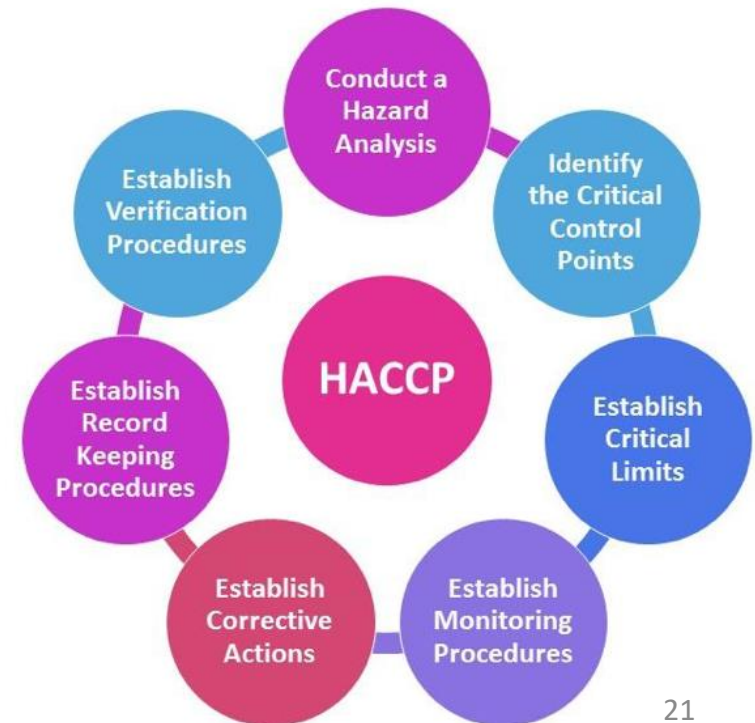 Conduct a
Hazard
Analysis
Identify
the Critical
Control
Points
Establish
Critical
Limits
Establish
Monitoring
Procedures
Establish
Corrective
Actions
Establish
Record
Keeping
Procedures
Establish
Verification
Procedures
HACCP
21